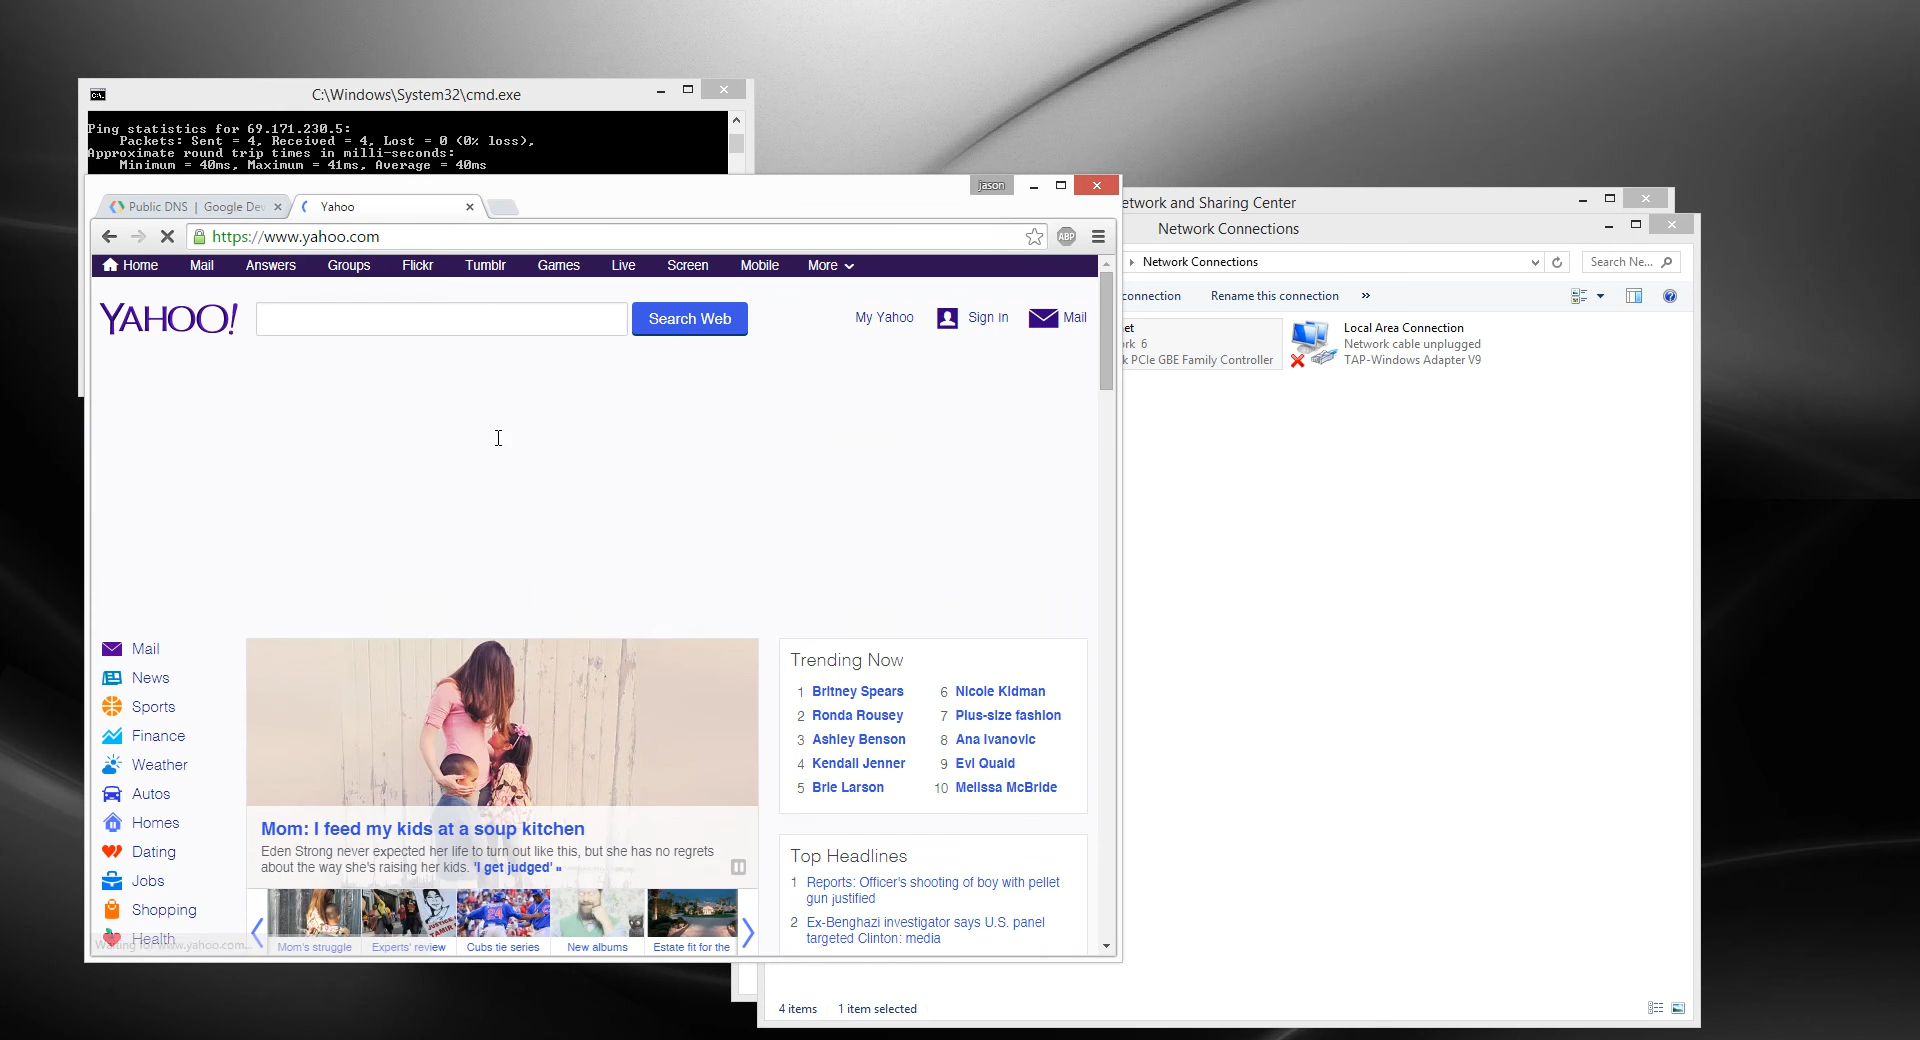 C:\Windows\System32\cmd.exe
Ping statistics for 69.171.230.5:
Packets: Sent = 4, Received = 4, Lost = 0 (0% loss),
Approximate round trip times in milli-seconds:
Minimum = 40ms, Maximum = 41ms, Average = 40ms
jason
Public DNS | Google Dev
Yahoo
https://www.yahoo.com
ABP
Home Mail Answers Groups Flickr Tumblr Games Live Screen Mobile More
YAHOO!
Search Web
My Yahoo Sign In Mail
Mail
News
Sports
Finance
Weather
Autos
Homes
Dating
Jobs
Shopping
Health
Waiting for www.yahoo.com...
Mom: I feed my kids at a soup kitchen
Eden Strong never expected her life to turn out like this, but she has no regrets
about the way she's raising her kids. 'I get judged' »
Mom's struggle
Experts' review
Cubs tie series
New albums
Estate fit for the
Trending Now
1 Britney Spears
2 Ronda Rousey
3 Ashley Benson
4 Kendall Jenner
5 Brie Larson
6 Nicole Kidman
7 Plus-size fashion
8 Ana Ivanovic
9 Evi Quaid
10 Melissa McBride
Top Headlines
1 Reports: Officer's shooting of boy with pellet
gun justified
2 Ex-Benghazi investigator says U.S. panel
targeted Clinton: media
etwork and Sharing Center
Network Connections
Network Connections
Search Ne...
connection
Rename this connection »
net
rk 6
k PCIe GBE Family Controller
Local Area Connection
Network cable unplugged
TAP-Windows Adapter V9
4 items 1 item selected